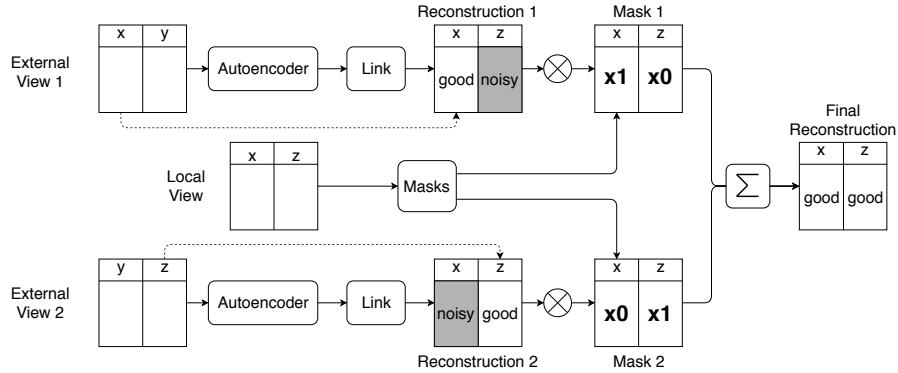 Reconstruction 1
Mask 1
x y
x z
x z
External
View 1
Autoencoder
Link
good noisy
x1 x0
Final
Reconstruction
x z
x z
Local
View
Masks
∑
good good
y z
x z
x z
External
View 2
Autoencoder
Link
noisy good
x0 x1
Reconstruction 2
Mask 2